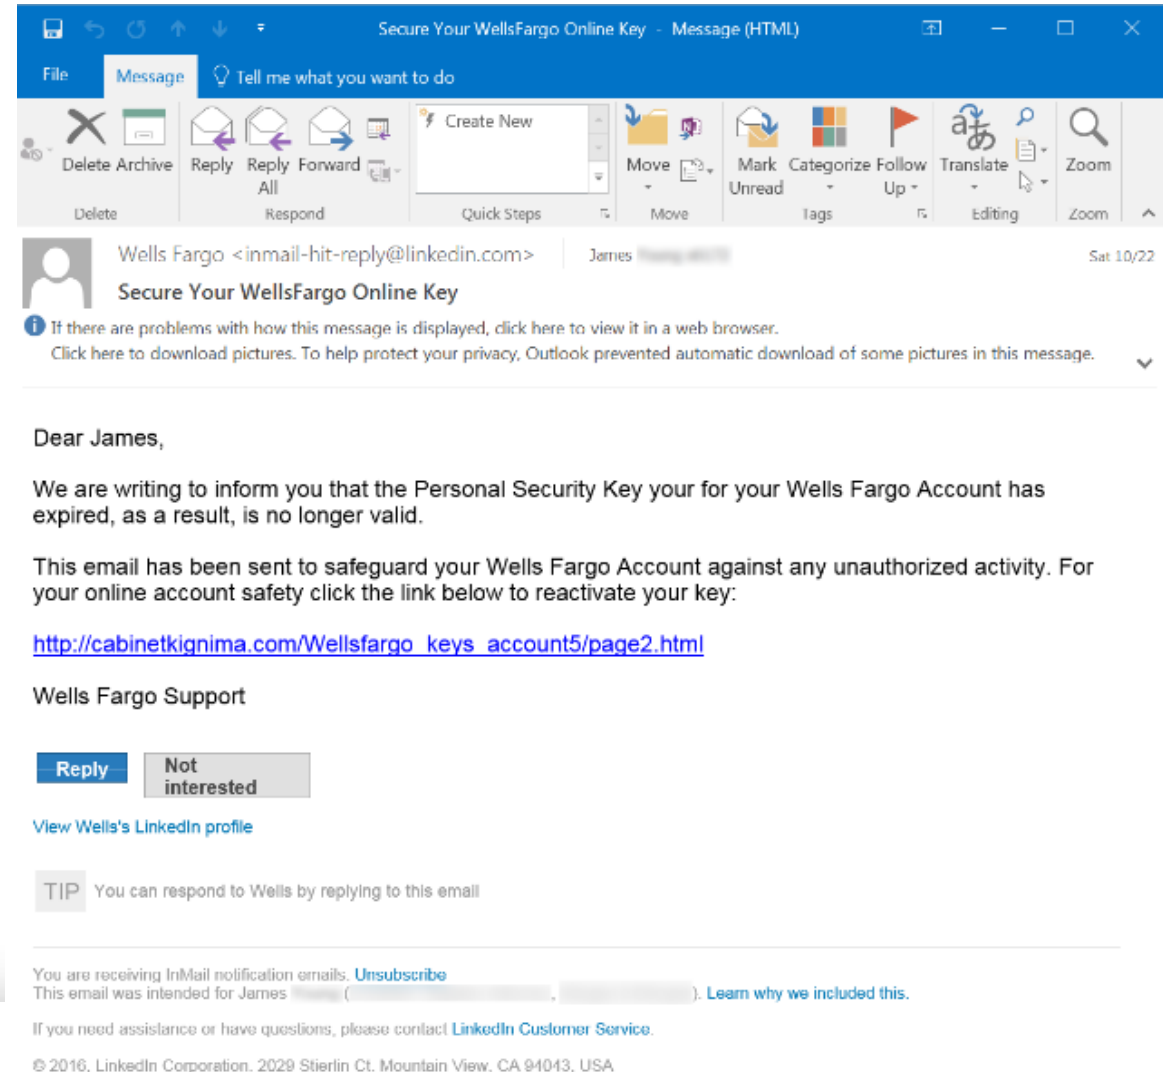 Secure Your WellsFargo Online Key - Message (HTML)
File Message Tell me what you want to do
Create New
Delete Archive Reply Reply All Forward Move Mark Unread Categorize Follow Up Translate Zoom
Delete Respond Quick Steps Move Tags Editing Zoom
Wells Fargo <inmail-hit-reply@linkedin.com> James Sat 10/22
Secure Your WellsFargo Online Key
If there are problems with how this message is displayed, click here to view it in a web browser.
Click here to download pictures. To help protect your privacy, Outlook prevented automatic download of some pictures in this message.
Dear James,
We are writing to inform you that the Personal Security Key your for your Wells Fargo Account has
expired, as a result, is no longer valid.
This email has been sent to safeguard your Wells Fargo Account against any unauthorized activity. For
your online account safety click the link below to reactivate your key:
http://cabinetkignima.com/Wellsfargo_keys_account5/page2.html
Wells Fargo Support
Reply Not
interested
View Wells's LinkedIn profile
TIP You can respond to Wells by replying to this email
You are receiving InMail notification emails. Unsubscribe
This email was intended for James ( , ). Learn why we included this.
If you need assistance or have questions, please contact LinkedIn Customer Service.
© 2016, LinkedIn Corporation. 2029 Stierlin Ct. Mountain View, CA 94043, USA